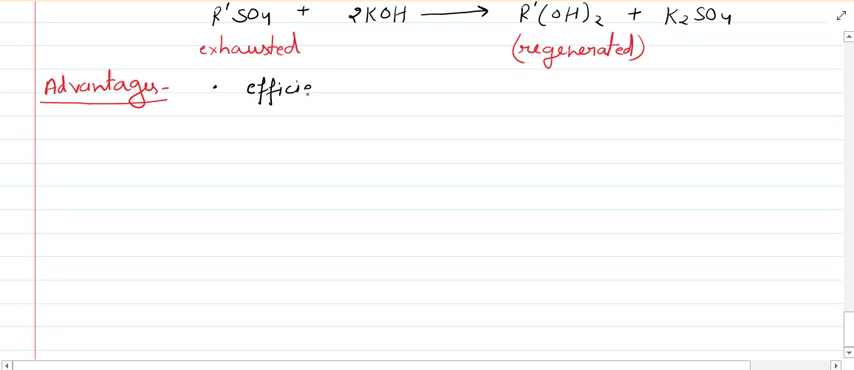 R'SO4 + 2KOH ⟶ R'(OH)2 + K2SO4
exhausted (regenerated)
Advantages - • efficie